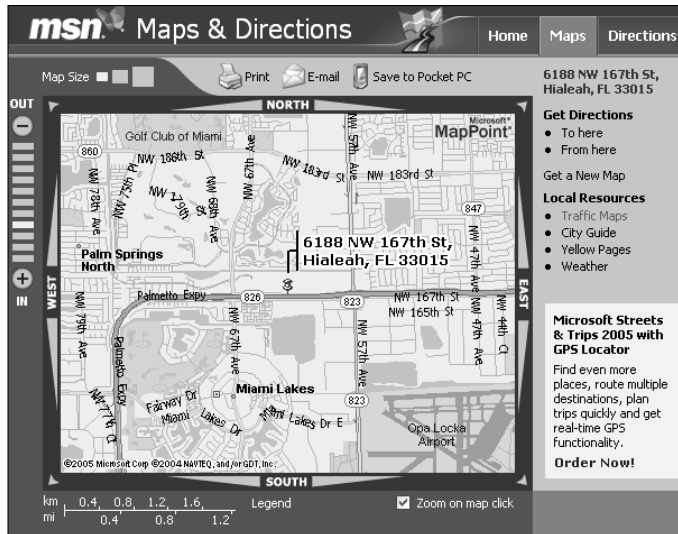 msn. Maps & Directions
Home Maps Directions
Map Size
Print E-mail Save to Pocket PC
OUT
NORTH
Microsoft®
MapPoint®
Golf Club of Miami
860
NW 186th St
NW 67th Ave
NW 57th Ave
NW 183rd St
NW 183rd St
NW 78th Ave
NW 75th Pl
NW 179th St
NW 68th Ave
847
Palm Springs
North
6188 NW 167th St,
Hialeah, FL 33015
NW 47th Ave
IN
WEST
EAST
Palmetto Expy
826
823
NW 167th St
NW 165th St
NW 79th Ave
Palmetto Expy
NW 67th Ave
NW 57th Ave
NW 47th Ave
NW 44th Ct
Miami Lakes
823
Fairway Dr
Miami Lakes Dr
Miami Lakes Dr E
NW 77th Ct
Opa Locka
Airport
©2005 Microsoft Corp ©2004 NAVTEQ, and/or GDT, Inc.
SOUTH
km 0.4, 0.8, 1.2, 1.6,
mi 0.4 0.8 1.2
Legend
Zoom on map click
6188 NW 167th St,
Hialeah, FL 33015
Get Directions
• To here
• From here
Get a New Map
Local Resources
• Traffic Maps
• City Guide
• Yellow Pages
• Weather
Microsoft Streets
& Trips 2005 with
GPS Locator
Find even more
places, route multiple
destinations, plan
trips quickly and get
real-time GPS
functionality.
Order Now!